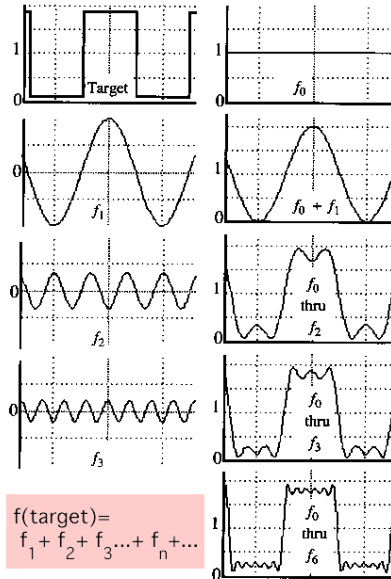 1
0
Target
1
0
f0
0
f1
1
0
f0 + f1
0
f2
1
0
f0
thru
f2
0
f3
1
0
f0
thru
f3
1
0
f0
thru
f6
f(target)=
f1 + f2 + f3...+ fn+...